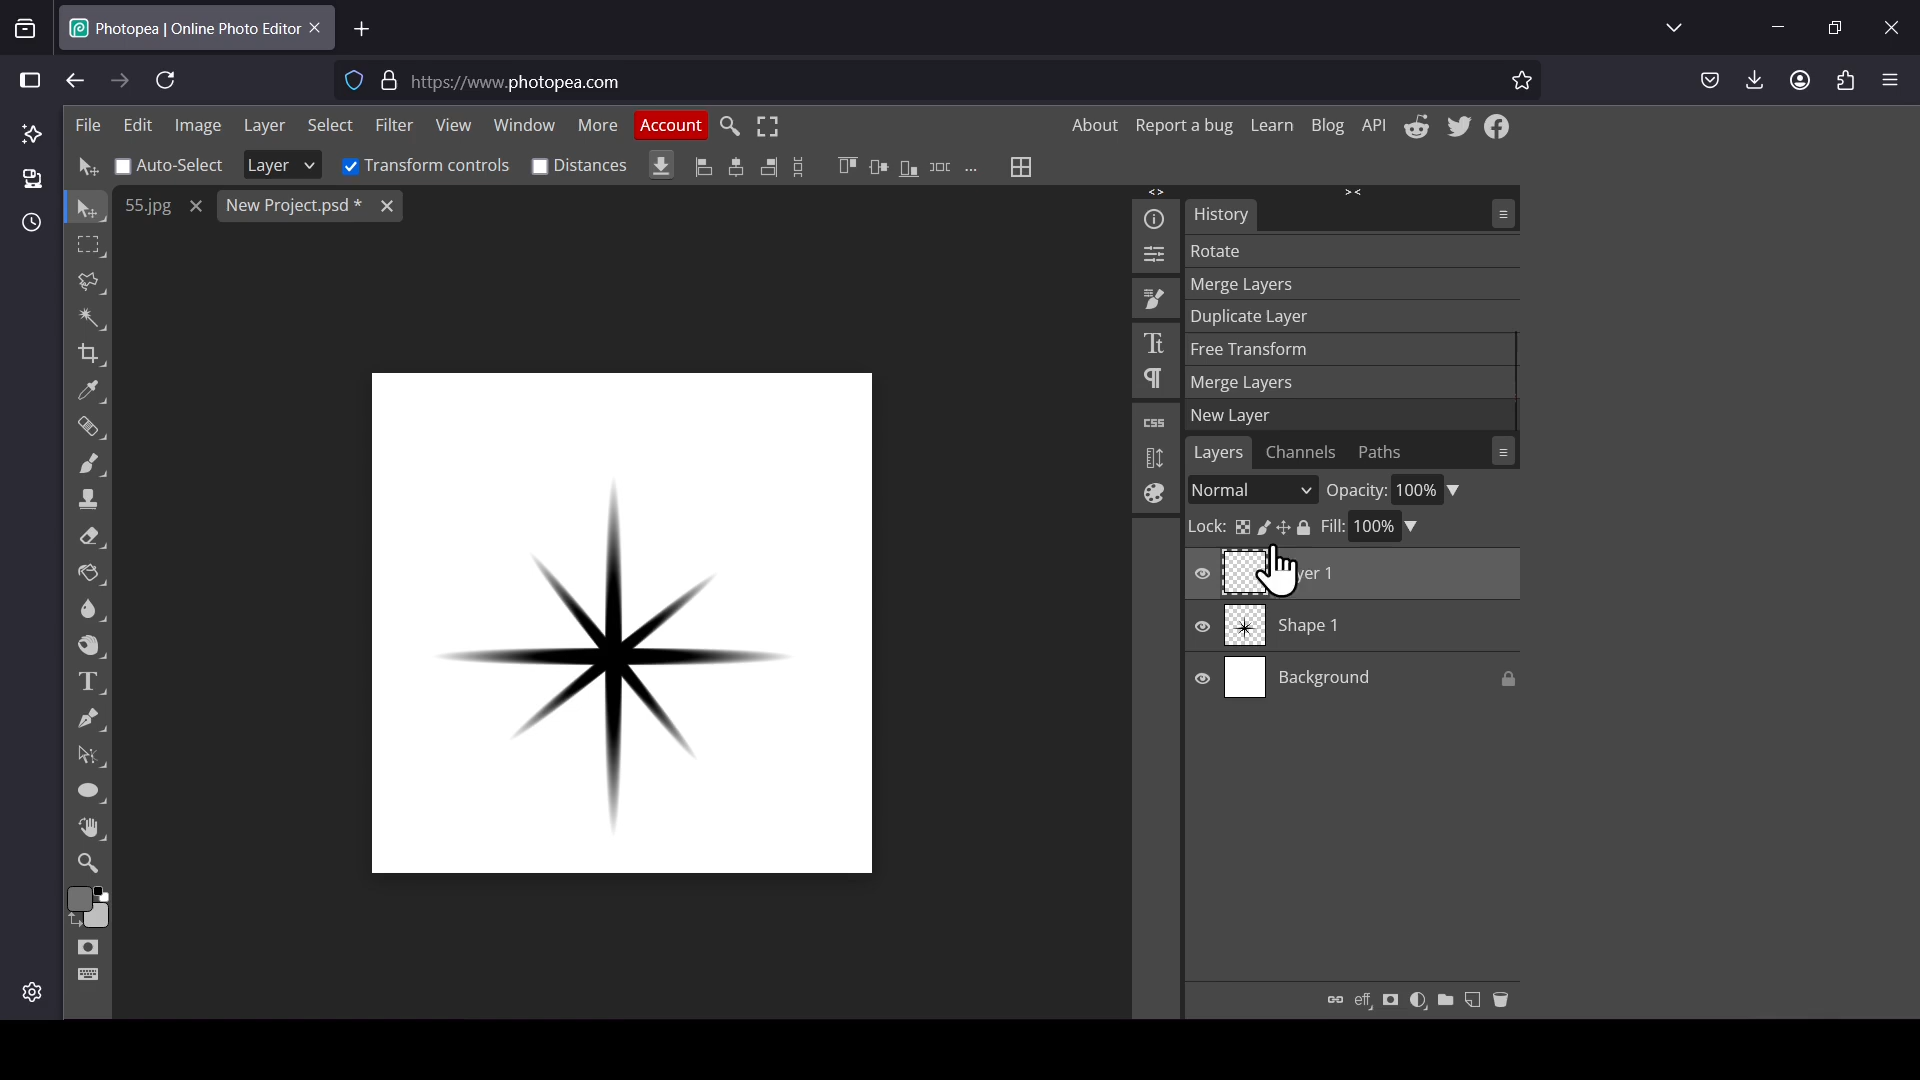 Photopea | Online Photo Editor
https://www.photopea.com
File Edit Image Layer Select Filter View Window More Account
About Report a bug Learn Blog API
Auto-Select Layer Transform controls Distances ...
55.jpg New Project.psd *
<> ><
History
Rotate
Merge Layers
Duplicate Layer
Free Transform
Merge Layers
New Layer
CSS
Layers Channels Paths
Normal Opacity: 100%
Lock: Fill: 100%
yer 1
Shape 1
Background
eff